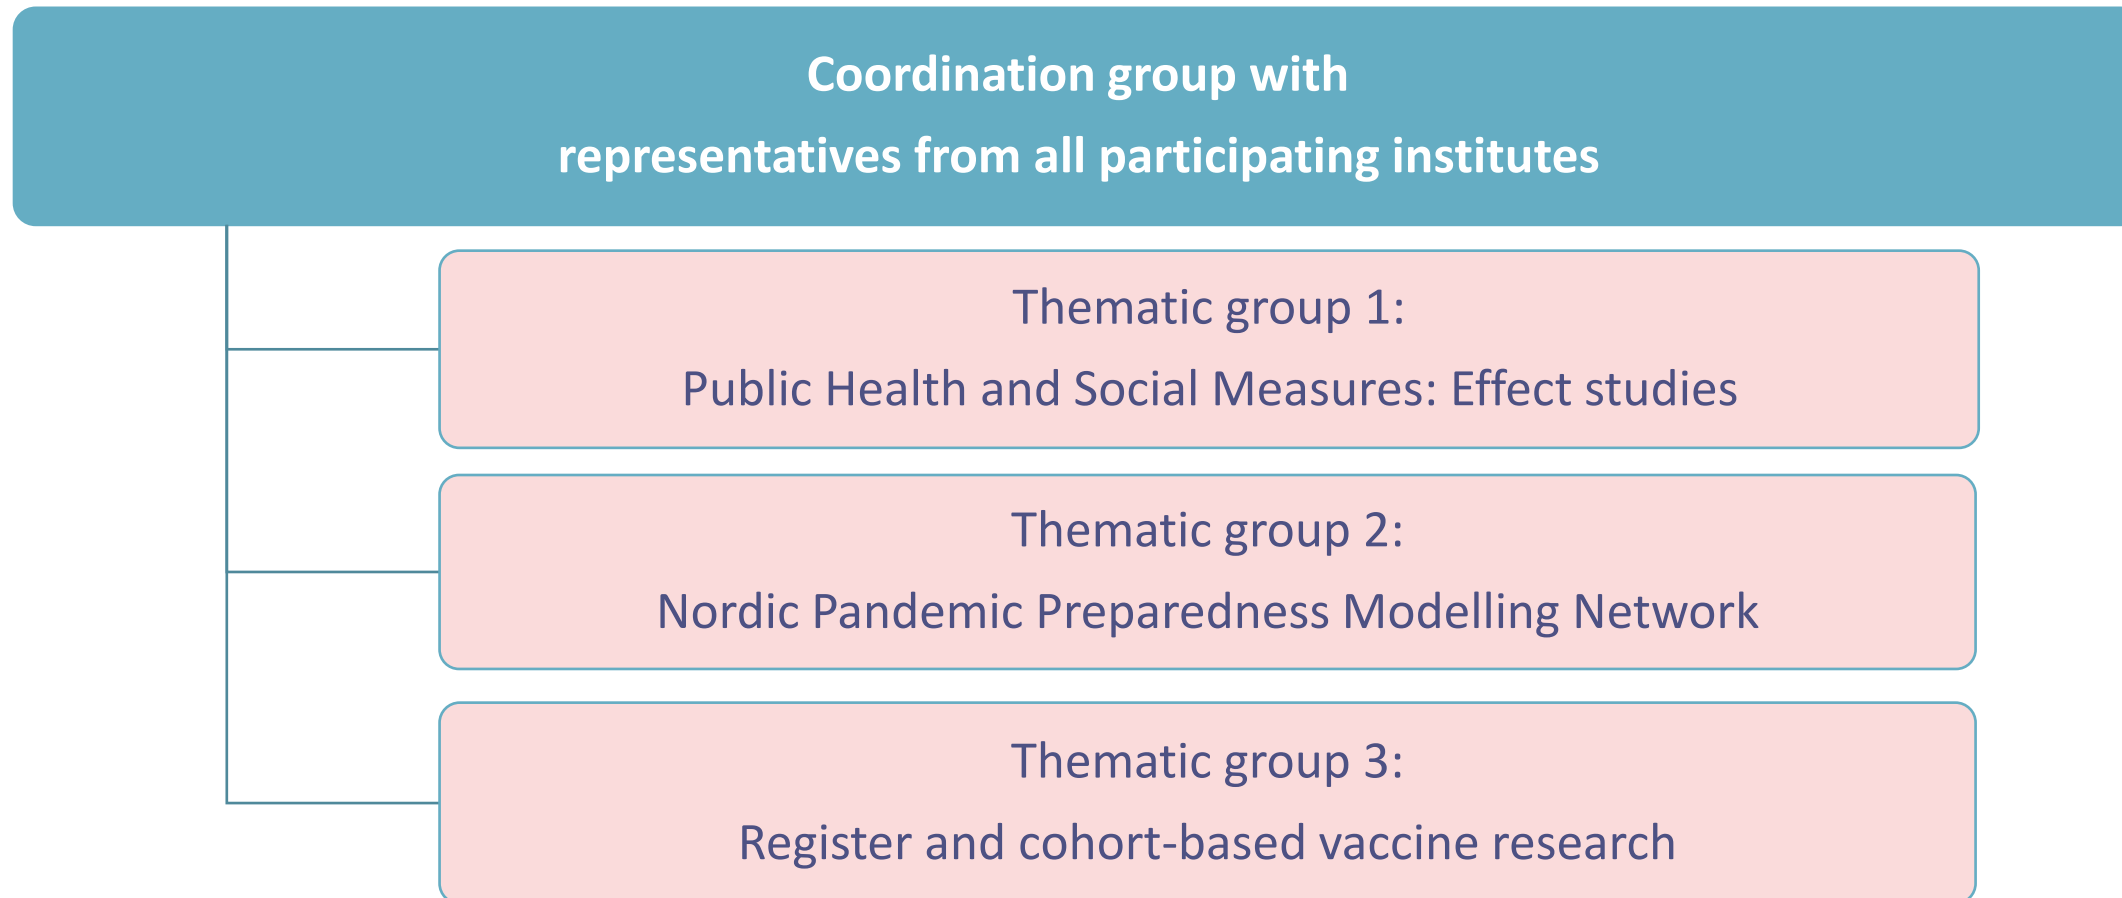 Coordination group with
representatives from all participating institutes
Thematic group 1:
Public Health and Social Measures: Effect studies
Thematic group 2:
Nordic Pandemic Preparedness Modelling Network
Thematic group 3:
Register and cohort-based vaccine research